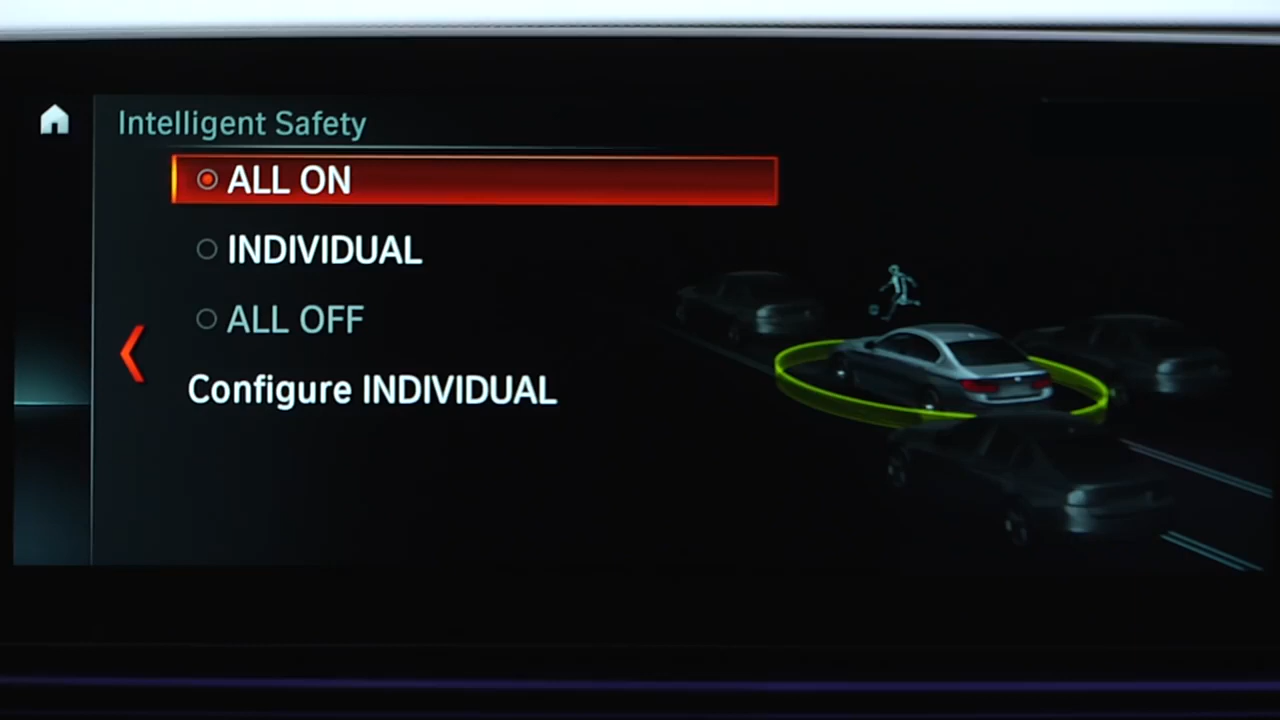 Intelligent Safety
ALL ON
INDIVIDUAL
ALL OFF
Configure INDIVIDUAL